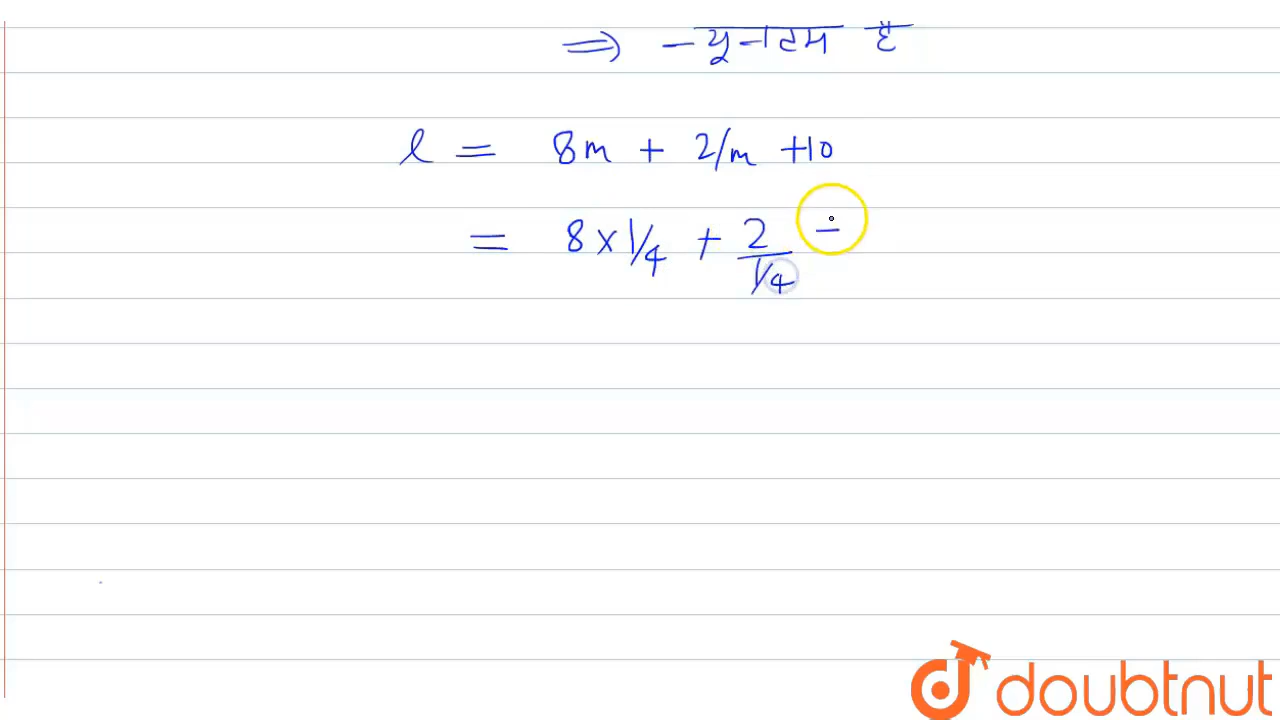 ⇒ न्यूनतम है
l = 8m + 2/m + 10
= 8 × 1/4 + 2/(1/4) –
doubtnut